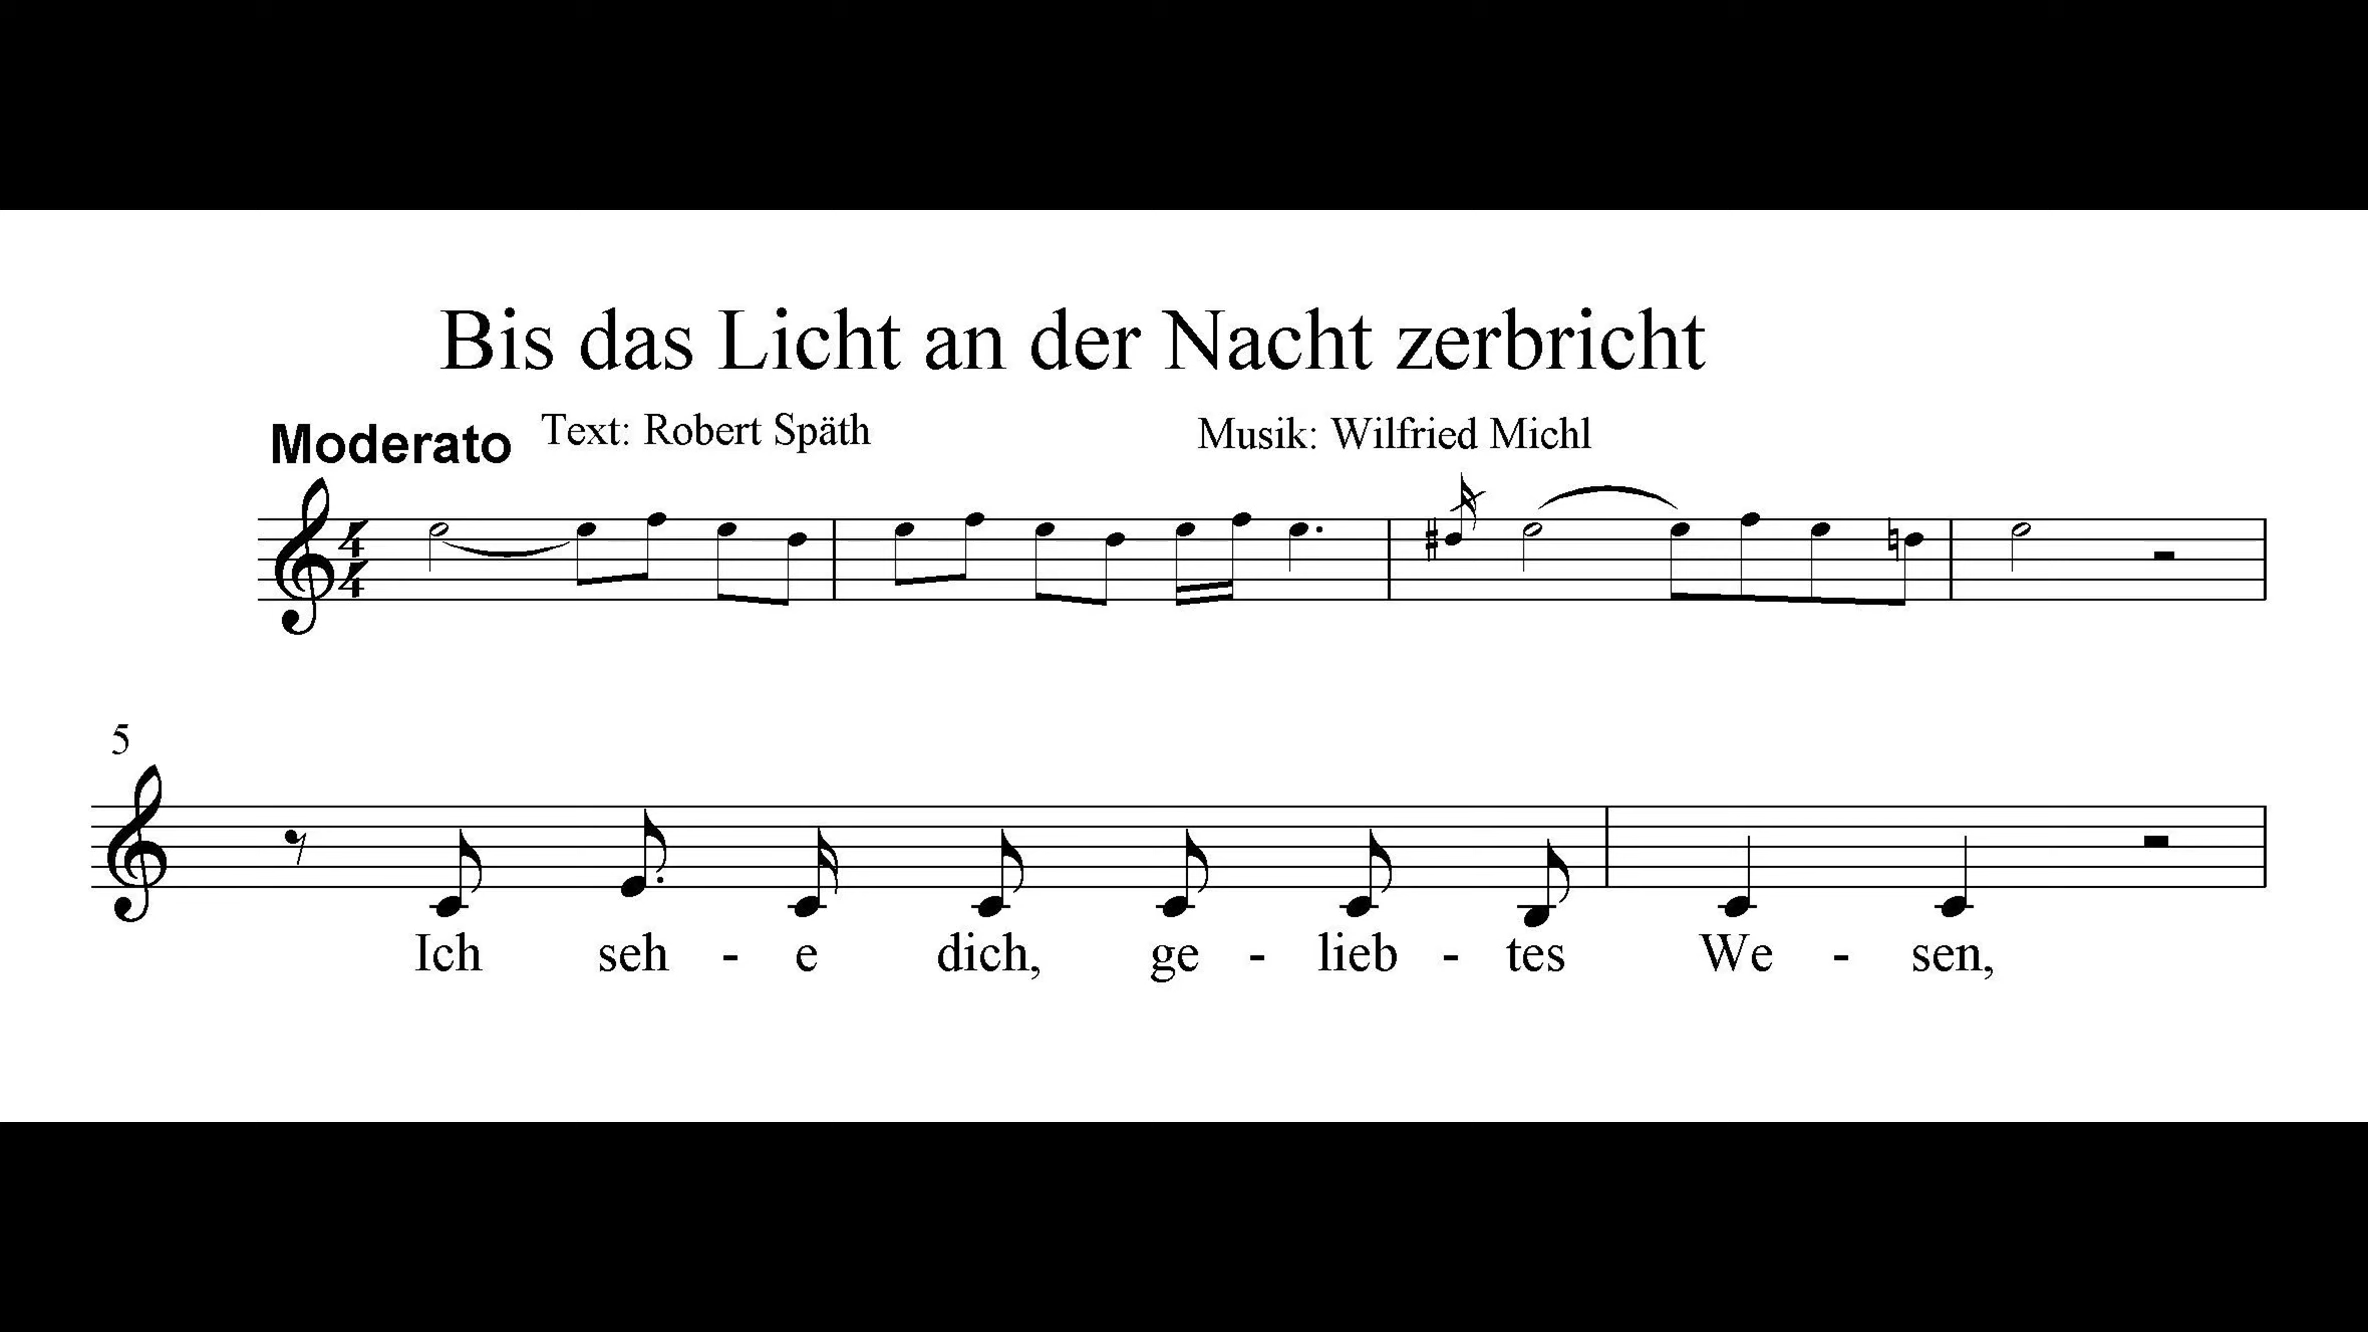 Bis das Licht an der Nacht zerbricht
Moderato Text: Robert Späth Musik: Wilfried Michl
4
4
5
Ich seh - e dich, ge - lieb - tes We - sen,